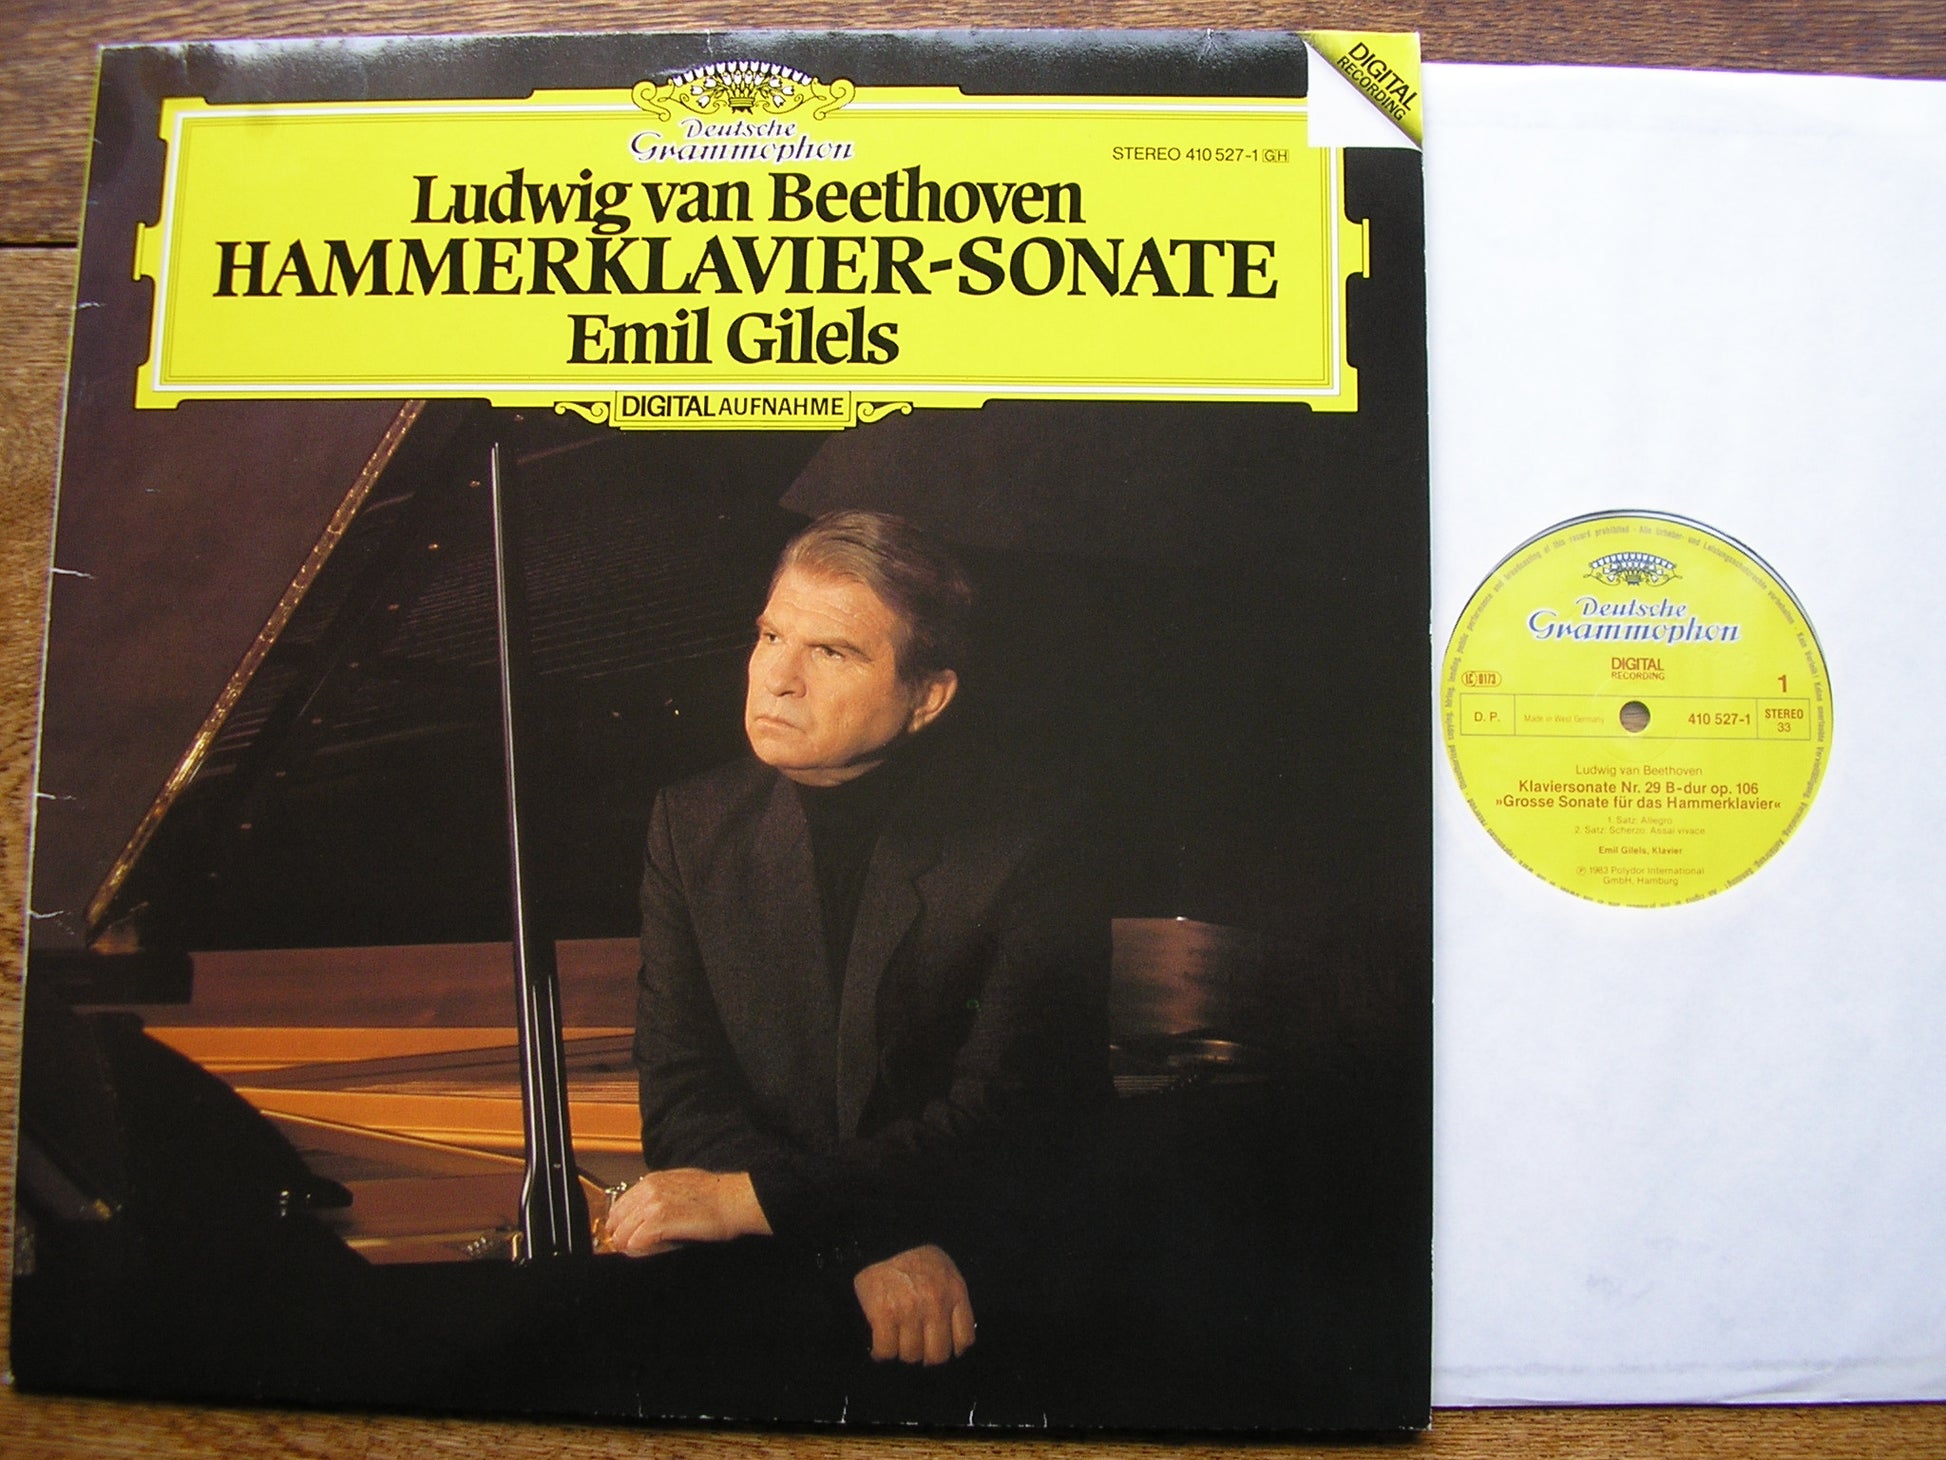 DIGITAL
RECORDING
Deutsche
Grammophon
STEREO 410 527-1 GH
Ludwig van Beethoven
HAMMERKLAVIER-SONATE
Emil Gilels
DIGITAL AUFNAHME
Deutsche
Grammophon
DIGITAL
RECORDING
LC 0173
1
D. P.
Made in West Germany
410 527-1
STEREO
33
Ludwig van Beethoven
Klaviersonate Nr. 29 B-dur op. 106
»Grosse Sonate für das Hammerklavier«
1. Satz: Allegro
2. Satz: Scherzo. Assai vivace
Emil Gilels, Klavier
℗ 1983 Polydor International
GmbH, Hamburg